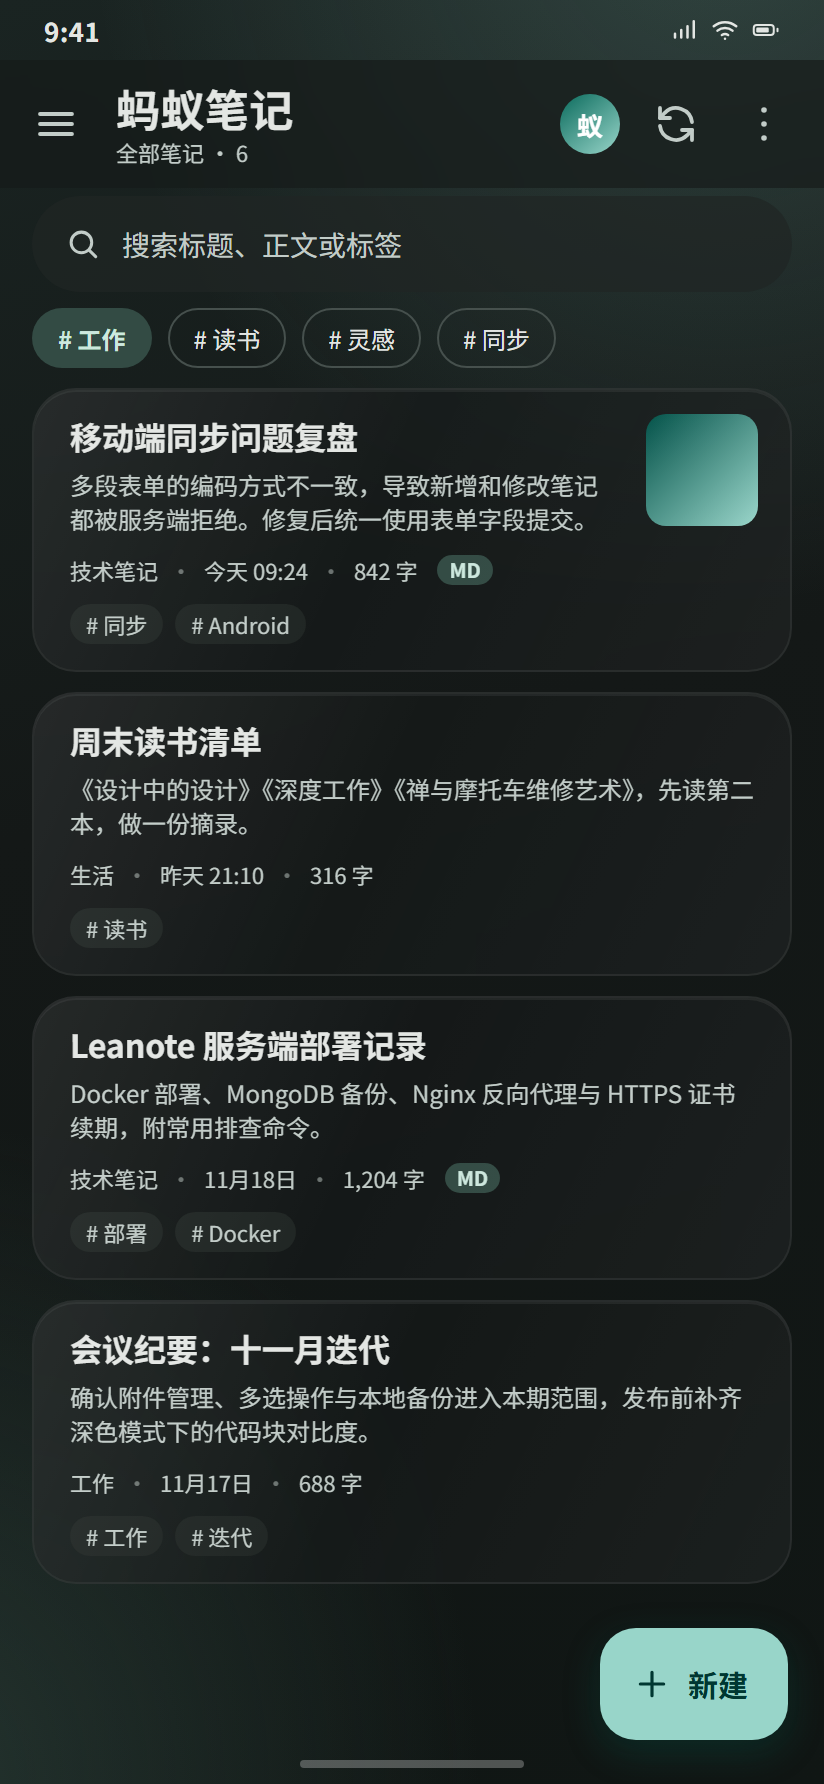 9:41
蚂蚁笔记
全部笔记 · 6
蚁
搜索标题、正文或标签
# 工作 # 读书 # 灵感 # 同步
移动端同步问题复盘
多段表单的编码方式不一致，导致新增和修改笔记
都被服务端拒绝。修复后统一使用表单字段提交。
技术笔记 · 今天 09:24 · 842 字 MD
# 同步 # Android
周末读书清单
《设计中的设计》《深度工作》《禅与摩托车维修艺术》，先读第二
本，做一份摘录。
生活 · 昨天 21:10 · 316 字
# 读书
Leanote 服务端部署记录
Docker 部署、MongoDB 备份、Nginx 反向代理与 HTTPS 证书
续期，附常用排查命令。
技术笔记 · 11月18日 · 1,204 字 MD
# 部署 # Docker
会议纪要：十一月迭代
确认附件管理、多选操作与本地备份进入本期范围，发布前补齐
深色模式下的代码块对比度。
工作 · 11月17日 · 688 字
# 工作 # 迭代
新建